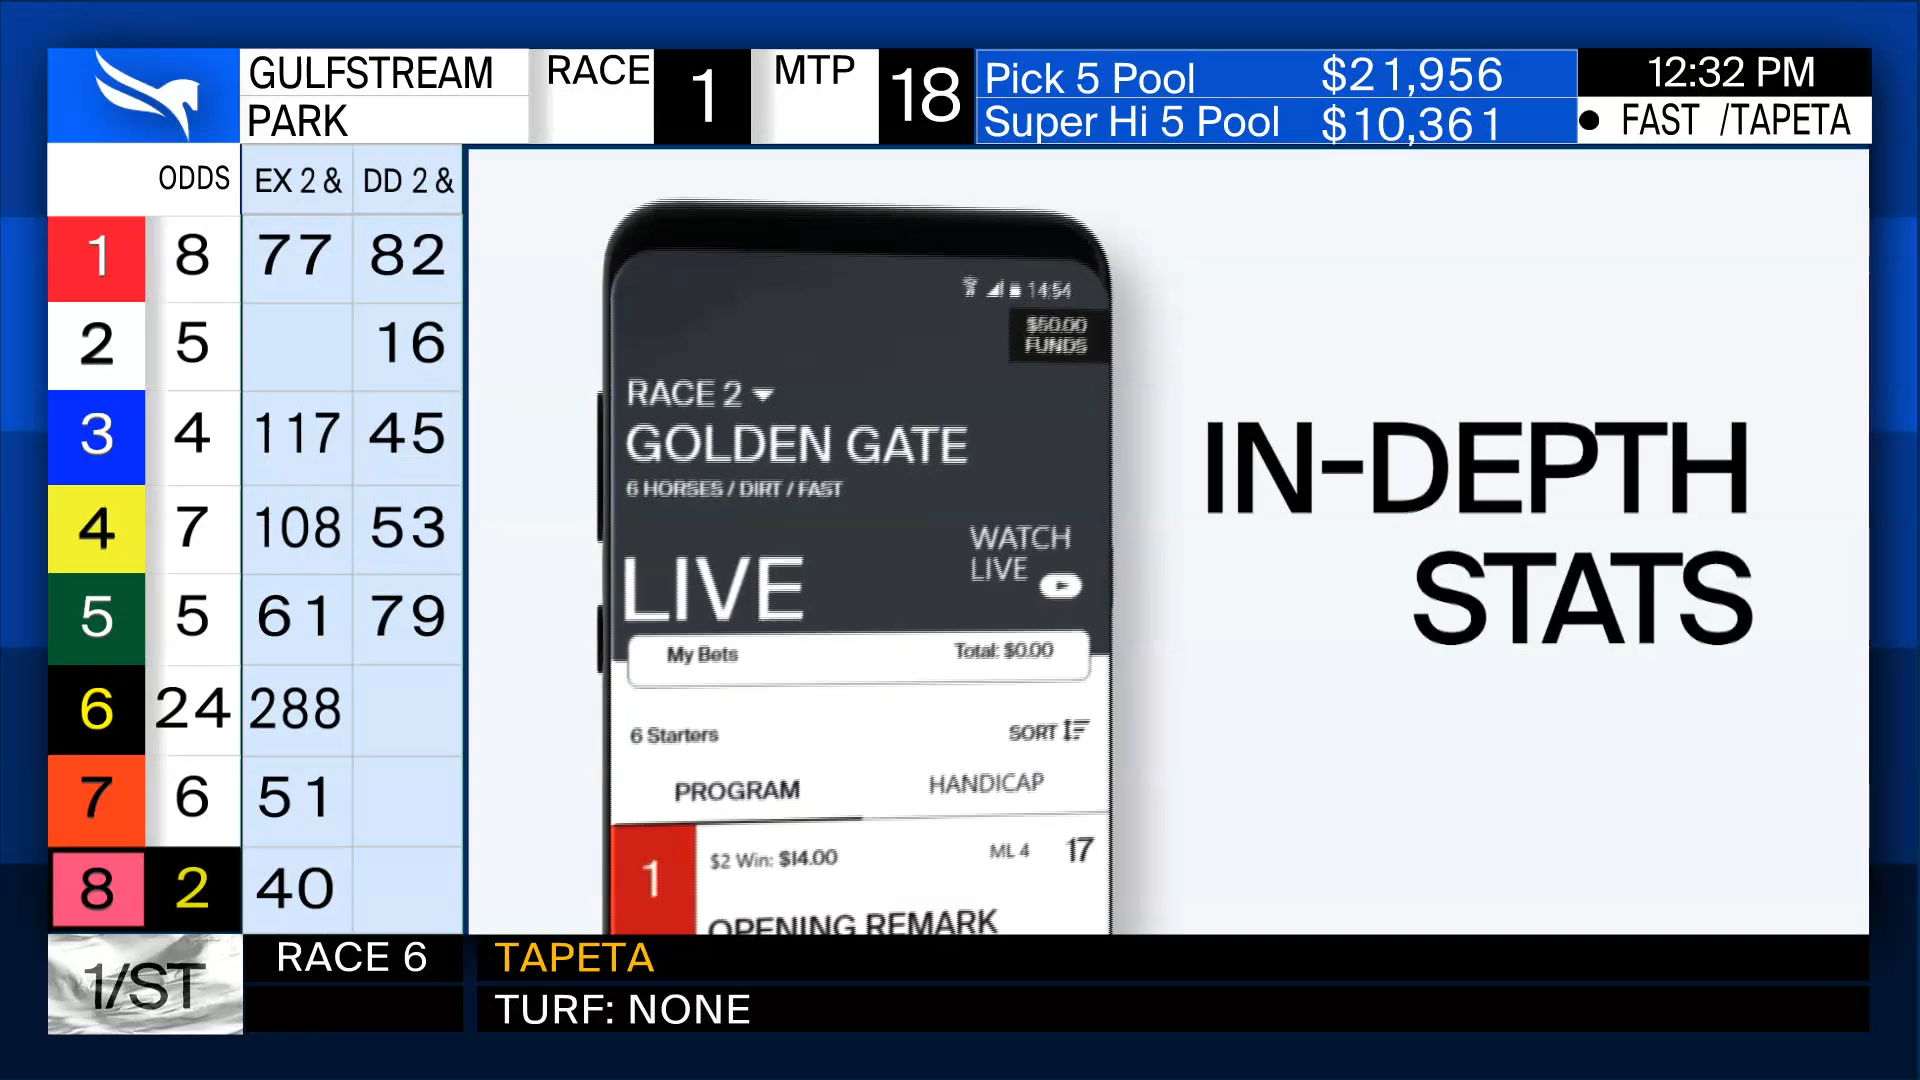 GULFSTREAM
PARK
RACE 1 MTP 18
Pick 5 Pool $21,956
Super Hi 5 Pool $10,361
12:32 PM
FAST /TAPETA
ODDS EX 2 & DD 2 &
1 8 77 82
2 5 16
3 4 117 45
4 7 108 53
5 5 61 79
6 24 288
7 6 51
8 2 40
14:54
$50.00
FUNDS
RACE 2
GOLDEN GATE
6 HORSES / DIRT / FAST
WATCH
LIVE
LIVE
My Bets Total: $0.00
6 Starters SORT
PROGRAM HANDICAP
1 $2 Win: $14.00 ML 4 17
OPENING REMARK
IN-DEPTH
STATS
1/ST
RACE 6 TAPETA
TURF: NONE